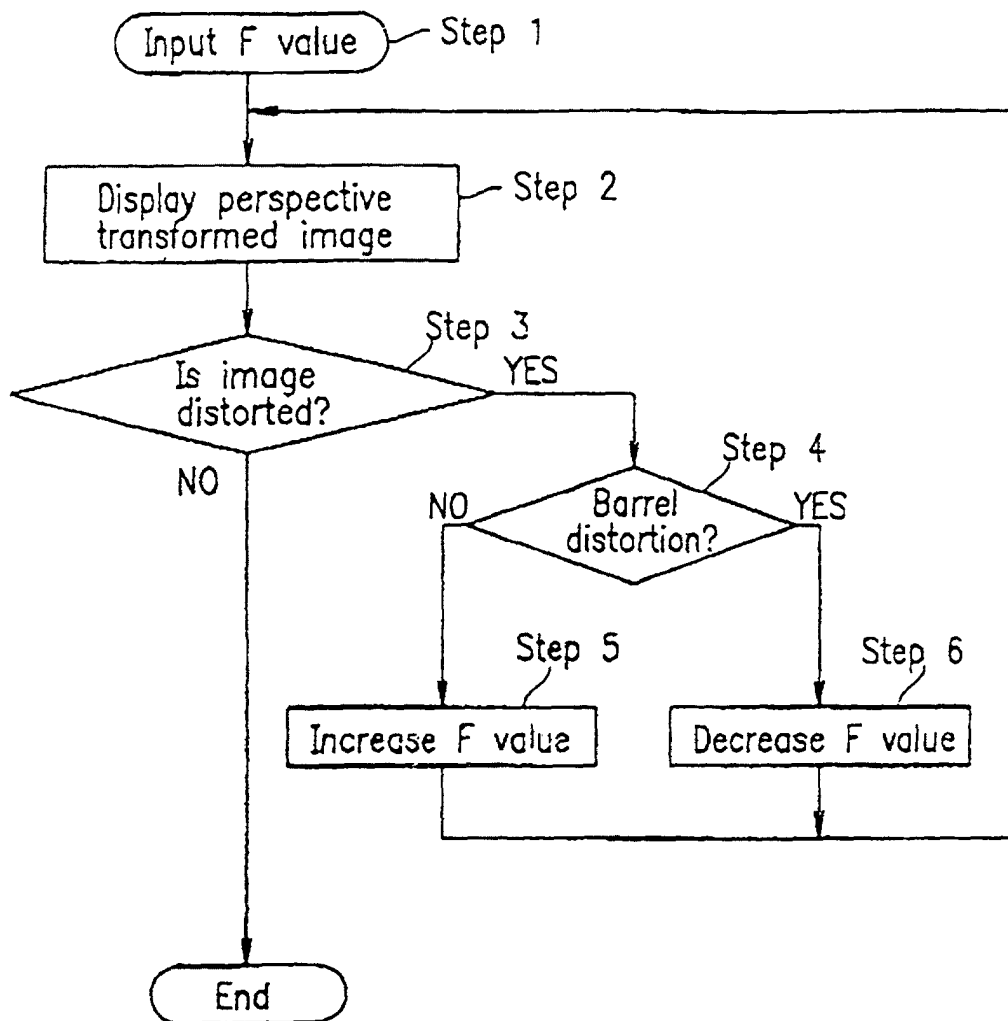 Input F value
Step 1
Step 2
Display perspective
transformed image
Step 3
Is image
distorted?
YES
NO
Step 4
Barrel
distortion?
NO
YES
Step 5
Step 6
Increase F value
Decrease F value
End